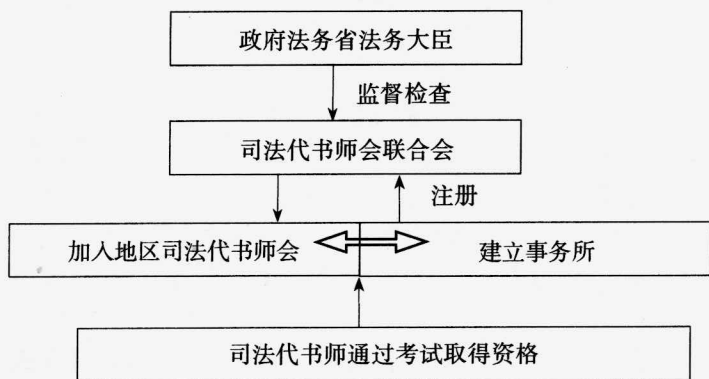 政府法务省法务大臣
监督检查
司法代书师会联合会
注册
加入地区司法代书师会
建立事务所
司法代书师通过考试取得资格